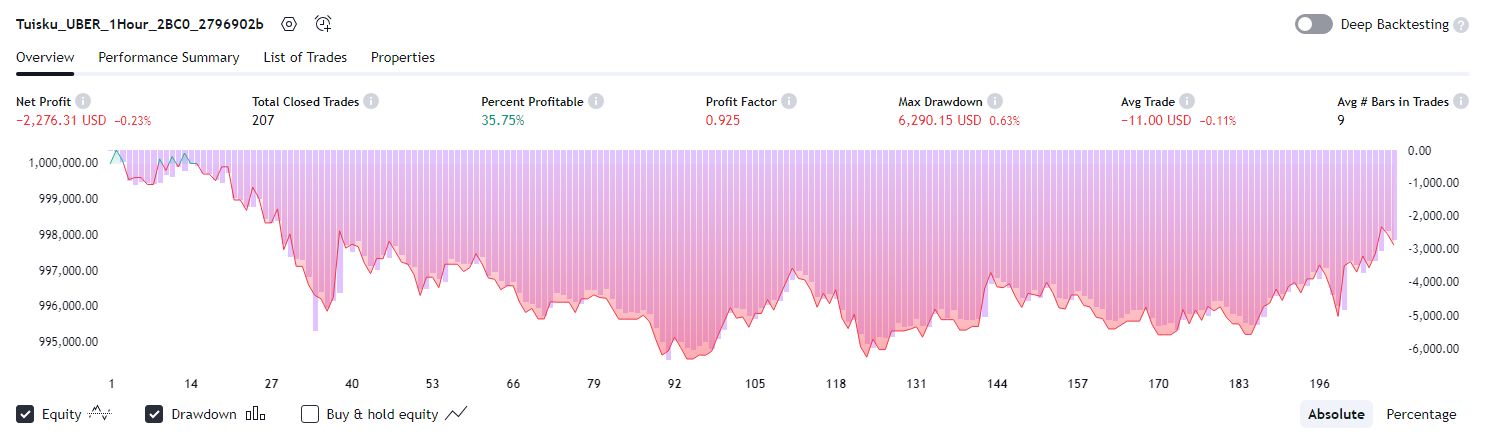 Tuisku_UBER_1Hour_2BC0_2796902b Deep Backtesting ?
Overview Performance Summary List of Trades Properties
Net Profit Total Closed Trades Percent Profitable Profit Factor Max Drawdown Avg Trade Avg # Bars in Trades
−2,276.31 USD −0.23% 207 35.75% 0.925 6,290.15 USD 0.63% −11.00 USD −0.11% 9
1,000,000.00 0.00
999,000.00 -1,000.00
998,000.00 -2,000.00
997,000.00 -3,000.00
996,000.00 -4,000.00
995,000.00 -5,000.00
-6,000.00
1 14 27 40 53 66 79 92 105 118 131 144 157 170 183 196
Equity Drawdown Buy & hold equity Absolute Percentage